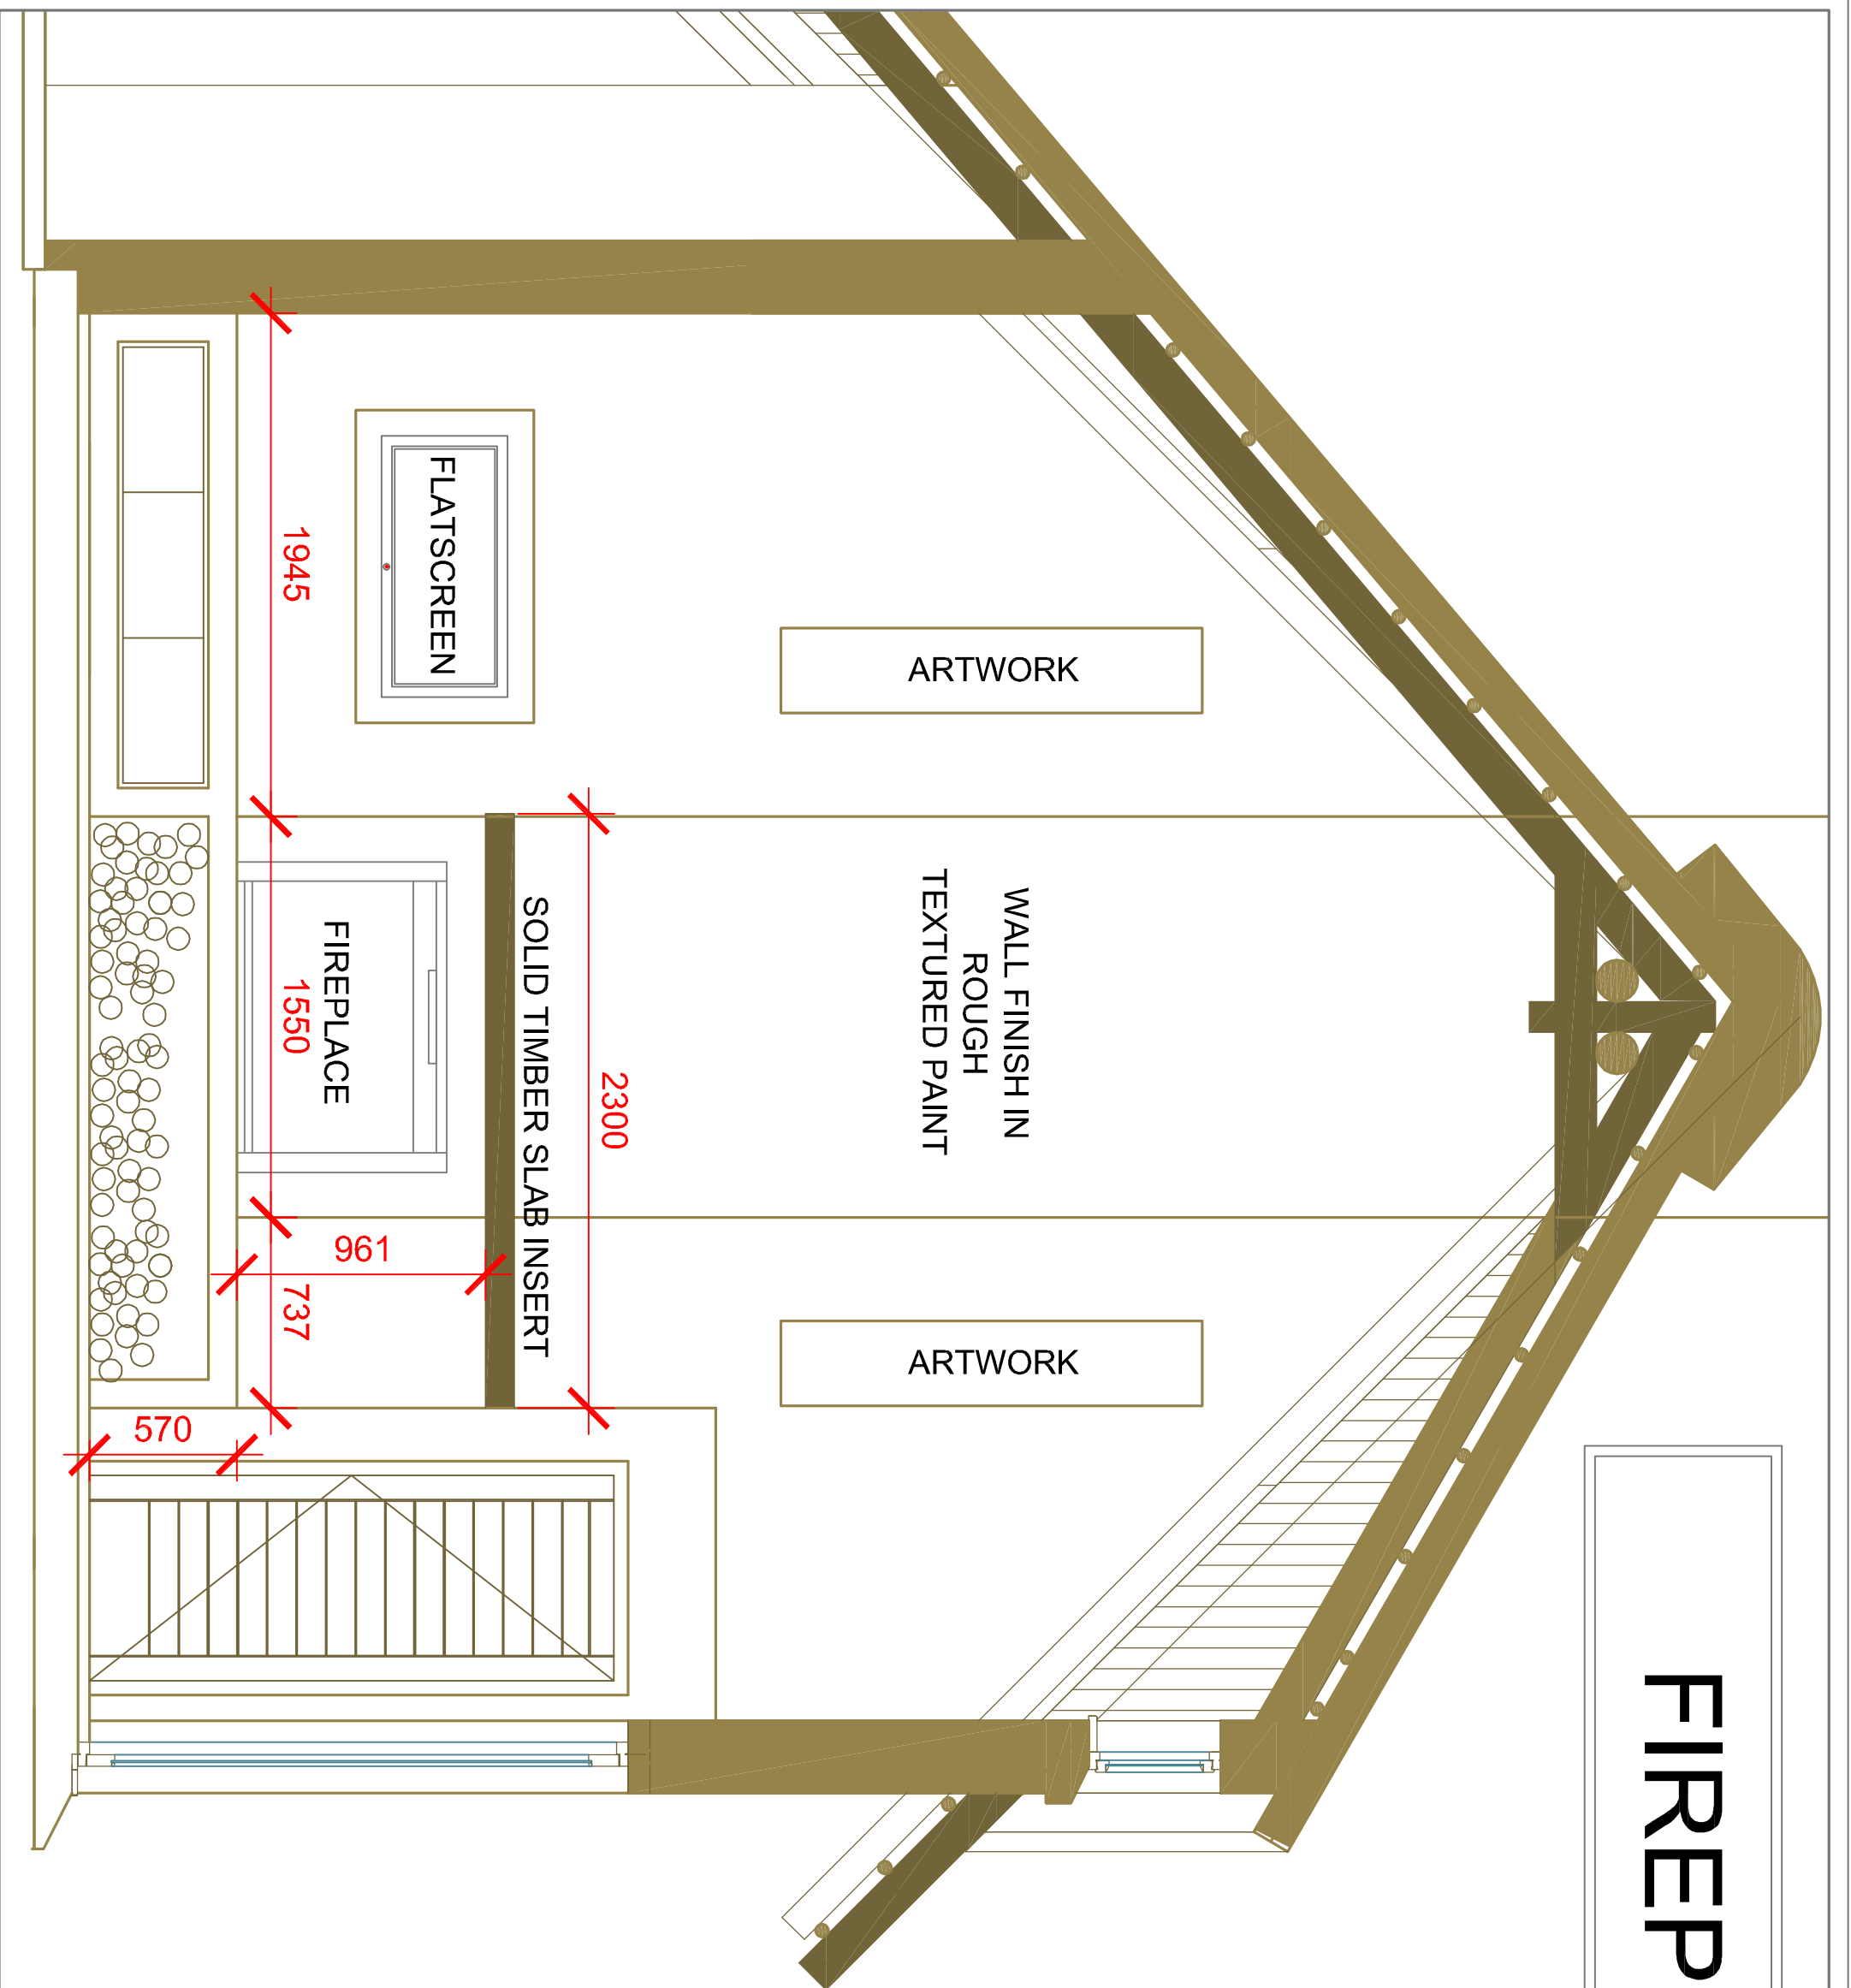 FIREP
WALL FINISH IN
ROUGH
TEXTURED PAINT
ARTWORK
ARTWORK
2300
SOLID TIMBER SLAB INSERT
FLATSCREEN
FIREPLACE
961
1945
1550
737
570